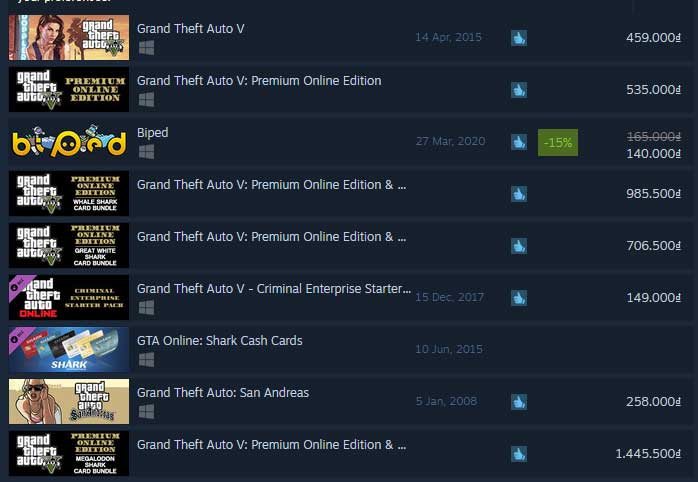 your preferences.
Grand Theft Auto V
14 Apr, 2015
459.000₫
grand theft auto V
grand theft auto V PREMIUM ONLINE EDITION
Grand Theft Auto V: Premium Online Edition
535.000₫
biped
Biped
27 Mar, 2020
-15%
165.000₫
140.000₫
grand theft auto V PREMIUM ONLINE EDITION
WHALE SHARK CARD BUNDLE
Grand Theft Auto V: Premium Online Edition & ...
985.500₫
grand theft auto V PREMIUM ONLINE EDITION
GREAT WHITE SHARK CARD BUNDLE
Grand Theft Auto V: Premium Online Edition & ...
706.500₫
grand theft auto ONLINE
CRIMINAL ENTERPRISE STARTER PACK
Grand Theft Auto V - Criminal Enterprise Starter...
15 Dec, 2017
149.000₫
SHARK
GTA Online: Shark Cash Cards
10 Jun, 2015
grand theft auto San Andreas
Grand Theft Auto: San Andreas
5 Jan, 2008
258.000₫
grand theft auto V PREMIUM ONLINE EDITION
MEGALODON SHARK CARD BUNDLE
Grand Theft Auto V: Premium Online Edition & ...
1.445.500₫